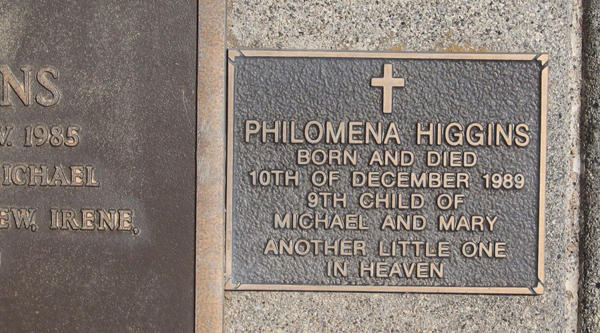 NS
1985
MICHAEL
EW, IRENE,
PHILOMENA HIGGINS
BORN AND DIED
10TH OF DECEMBER 1989
9TH CHILD OF
MICHAEL AND MARY
ANOTHER LITTLE ONE
IN HEAVEN